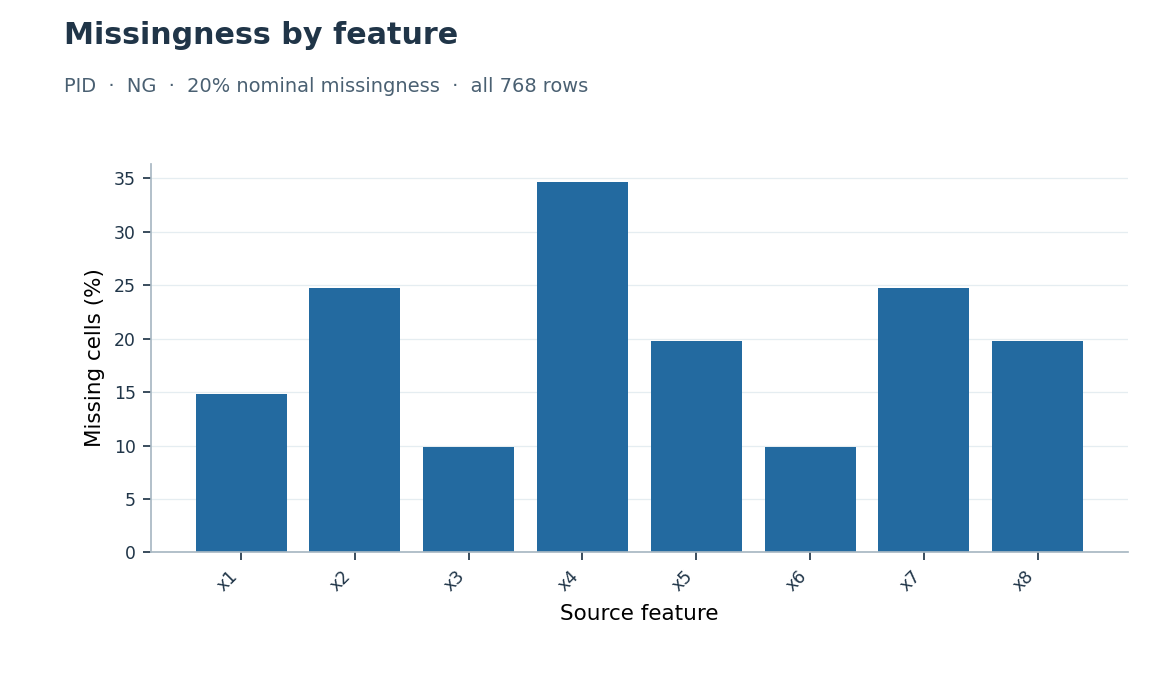 Missingness by feature
PID · NG · 20% nominal missingness · all 768 rows
Missing cells (%)
35
30
25
20
15
10
5
0
x1 x2 x3 x4 x5 x6 x7 x8
Source feature